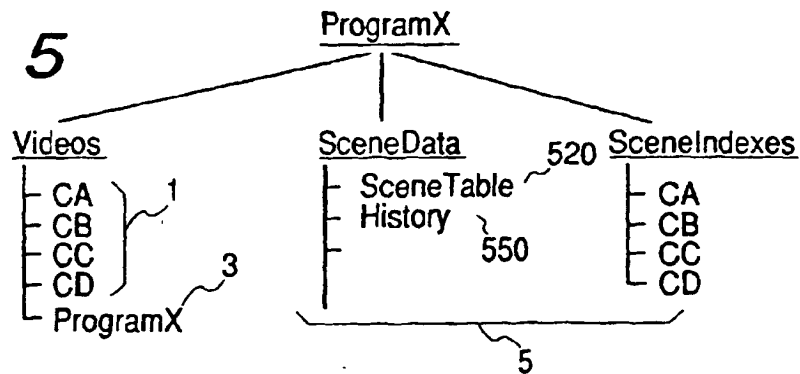 5
ProgramX
Videos
CA
CB
CC
CD
ProgramX
1
3
SceneData
SceneTable
History
520
550
SceneIndexes
CA
CB
CC
CD
5